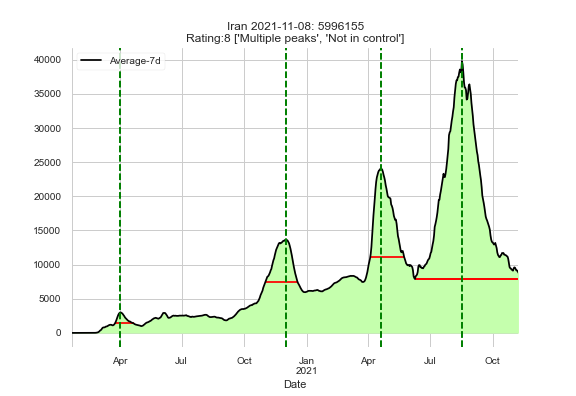 Iran 2021-11-08: 5996155
Rating:8 ['Multiple peaks', 'Not in control']
Average-7d
40000
35000
30000
25000
20000
15000
10000
5000
0
Apr Jul Oct Jan Apr Jul Oct
2021
Date